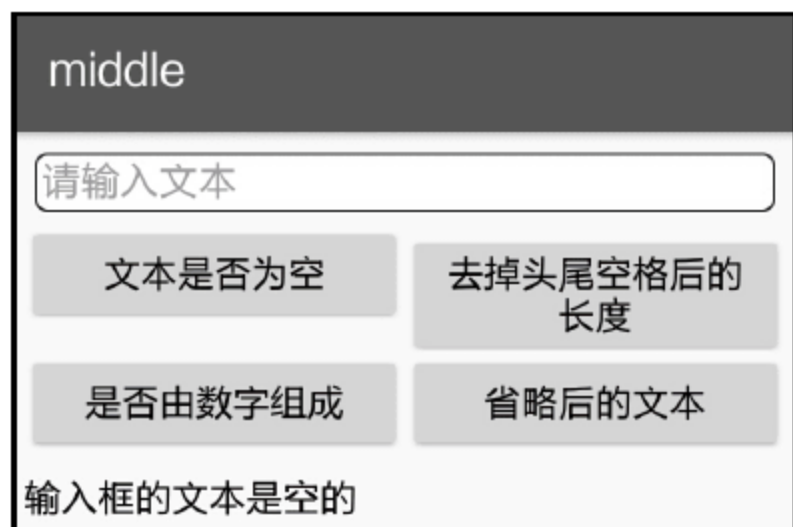 middle
请输入文本
文本是否为空
去掉头尾空格后的
长度
是否由数字组成
省略后的文本
输入框的文本是空的